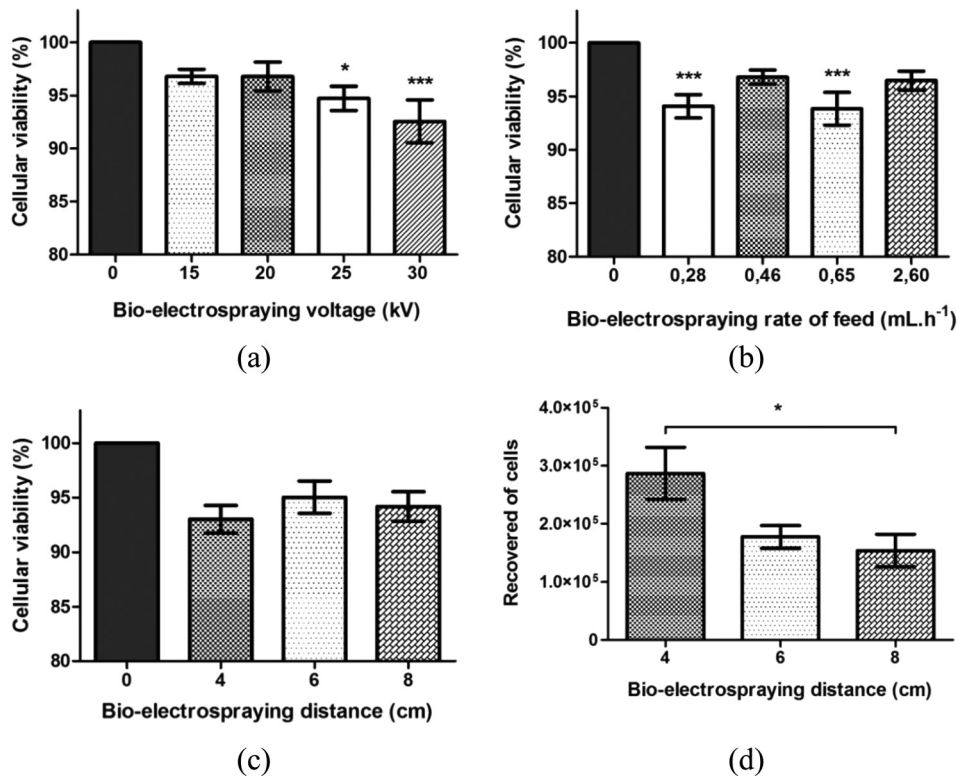 Cellular viability (%)
100
95
90
85
80
*
***
0 15 20 25 30
Bio-electrospraying voltage (kV)
(a)
Cellular viability (%)
100
95
90
85
80
***
***
0 0,28 0,46 0,65 2,60
Bio-electrospraying rate of feed (mL.h⁻¹)
(b)
Cellular viability (%)
100
95
90
85
80
0 4 6 8
Bio-electrospraying distance (cm)
(c)
Recovered of cells
4.0×10⁵
3.0×10⁵
2.0×10⁵
1.0×10⁵
0
*
4 6 8
Bio-electrospraying distance (cm)
(d)